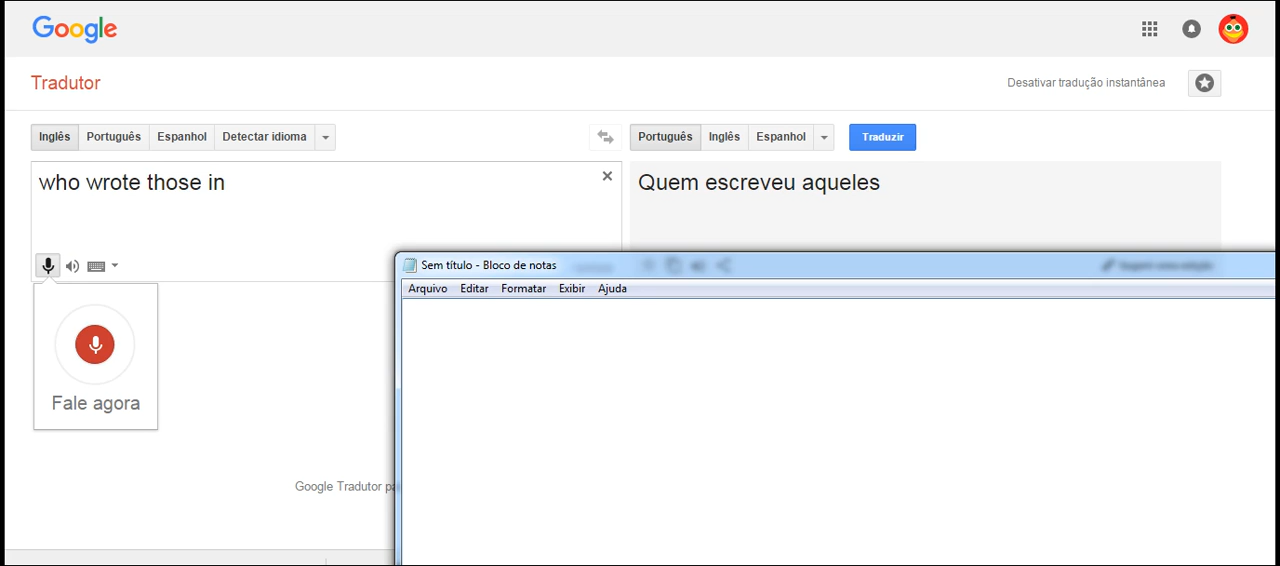 Google
Tradutor
Desativar tradução instantânea
Inglês Português Espanhol Detectar idioma
Português Inglês Espanhol Traduzir
who wrote those in
Quem escreveu aqueles
Sem título - Bloco de notas
Arquivo Editar Formatar Exibir Ajuda
Fale agora
Google Tradutor pa